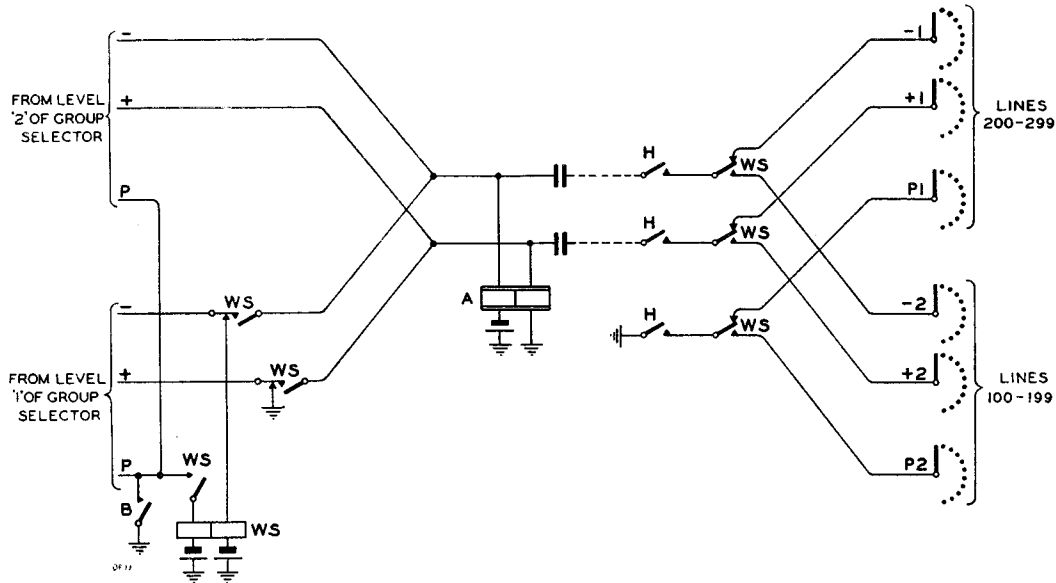 FROM LEVEL
'2' OF GROUP
SELECTOR
-
+
P
FROM LEVEL
'1' OF GROUP
SELECTOR
-
+
P
WS
WS
WS
B
WS
A
H
WS
H
WS
H
WS
-1
+1
P1
LINES
200-299
-2
+2
P2
LINES
100-199